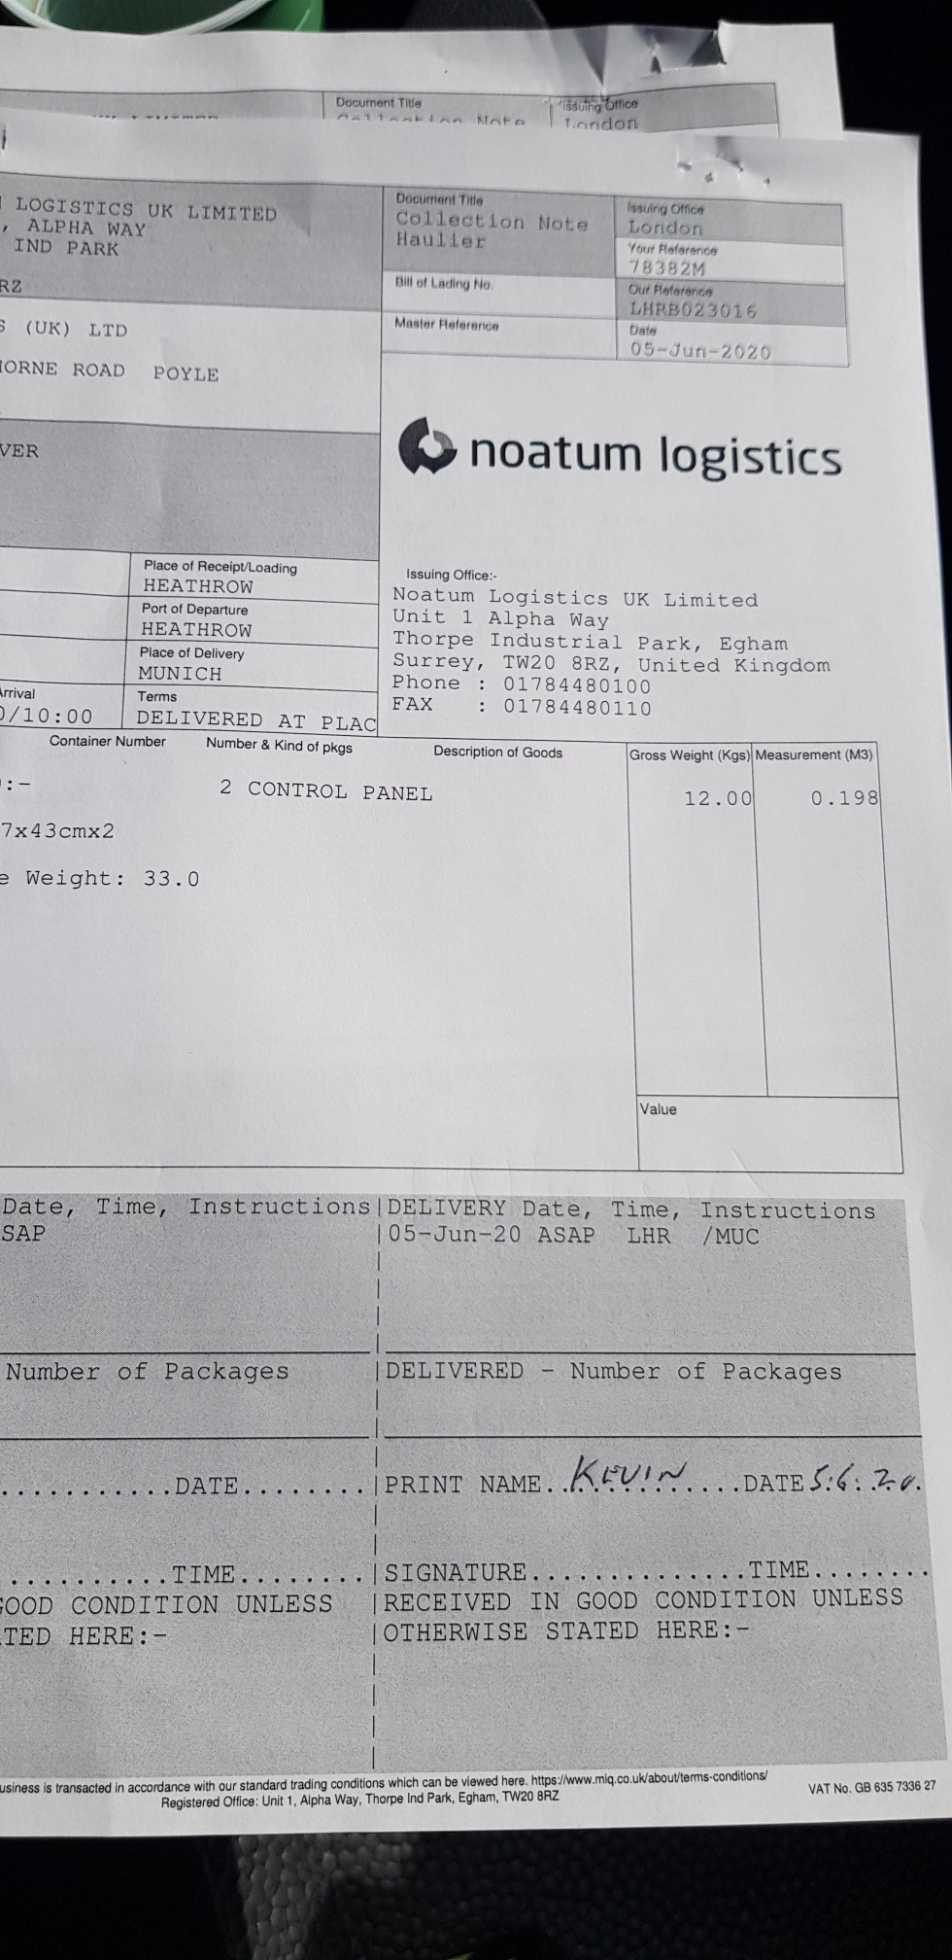 Document Title Issuing Office
Collection Note London
LOGISTICS UK LIMITED
, ALPHA WAY
IND PARK
RZ
S (UK) LTD
HORNE ROAD POYLE
VER
Document Title
Collection Note
Haulier
Bill of Lading No.
Master Reference
Issuing Office
London
Your Reference
78382M
Our Reference
LHRB023016
Date
05-Jun-2020
noatum logistics
Place of Receipt/Loading
HEATHROW
Port of Departure
HEATHROW
Place of Delivery
MUNICH
Arrival
0/10:00
Terms
DELIVERED AT PLAC
Issuing Office:-
Noatum Logistics UK Limited
Unit 1 Alpha Way
Thorpe Industrial Park, Egham
Surrey, TW20 8RZ, United Kingdom
Phone : 01784480100
FAX : 01784480110
Container Number Number & Kind of pkgs Description of Goods Gross Weight (Kgs) Measurement (M3)
:- 2 CONTROL PANEL 12.00 0.198
7x43cmx2
e Weight: 33.0
Value
Date, Time, Instructions|DELIVERY Date, Time, Instructions
SAP |05-Jun-20 ASAP LHR /MUC
Number of Packages |DELIVERED - Number of Packages
............DATE........|PRINT NAME..KEVIN....DATE 5.6.20.
...........TIME........|SIGNATURE..............TIME........
GOOD CONDITION UNLESS |RECEIVED IN GOOD CONDITION UNLESS
TED HERE:- |OTHERWISE STATED HERE:-
usiness is transacted in accordance with our standard trading conditions which can be viewed here. https://www.miq.co.uk/about/terms-conditions/
Registered Office: Unit 1, Alpha Way, Thorpe Ind Park, Egham, TW20 8RZ
VAT No. GB 635 7336 27